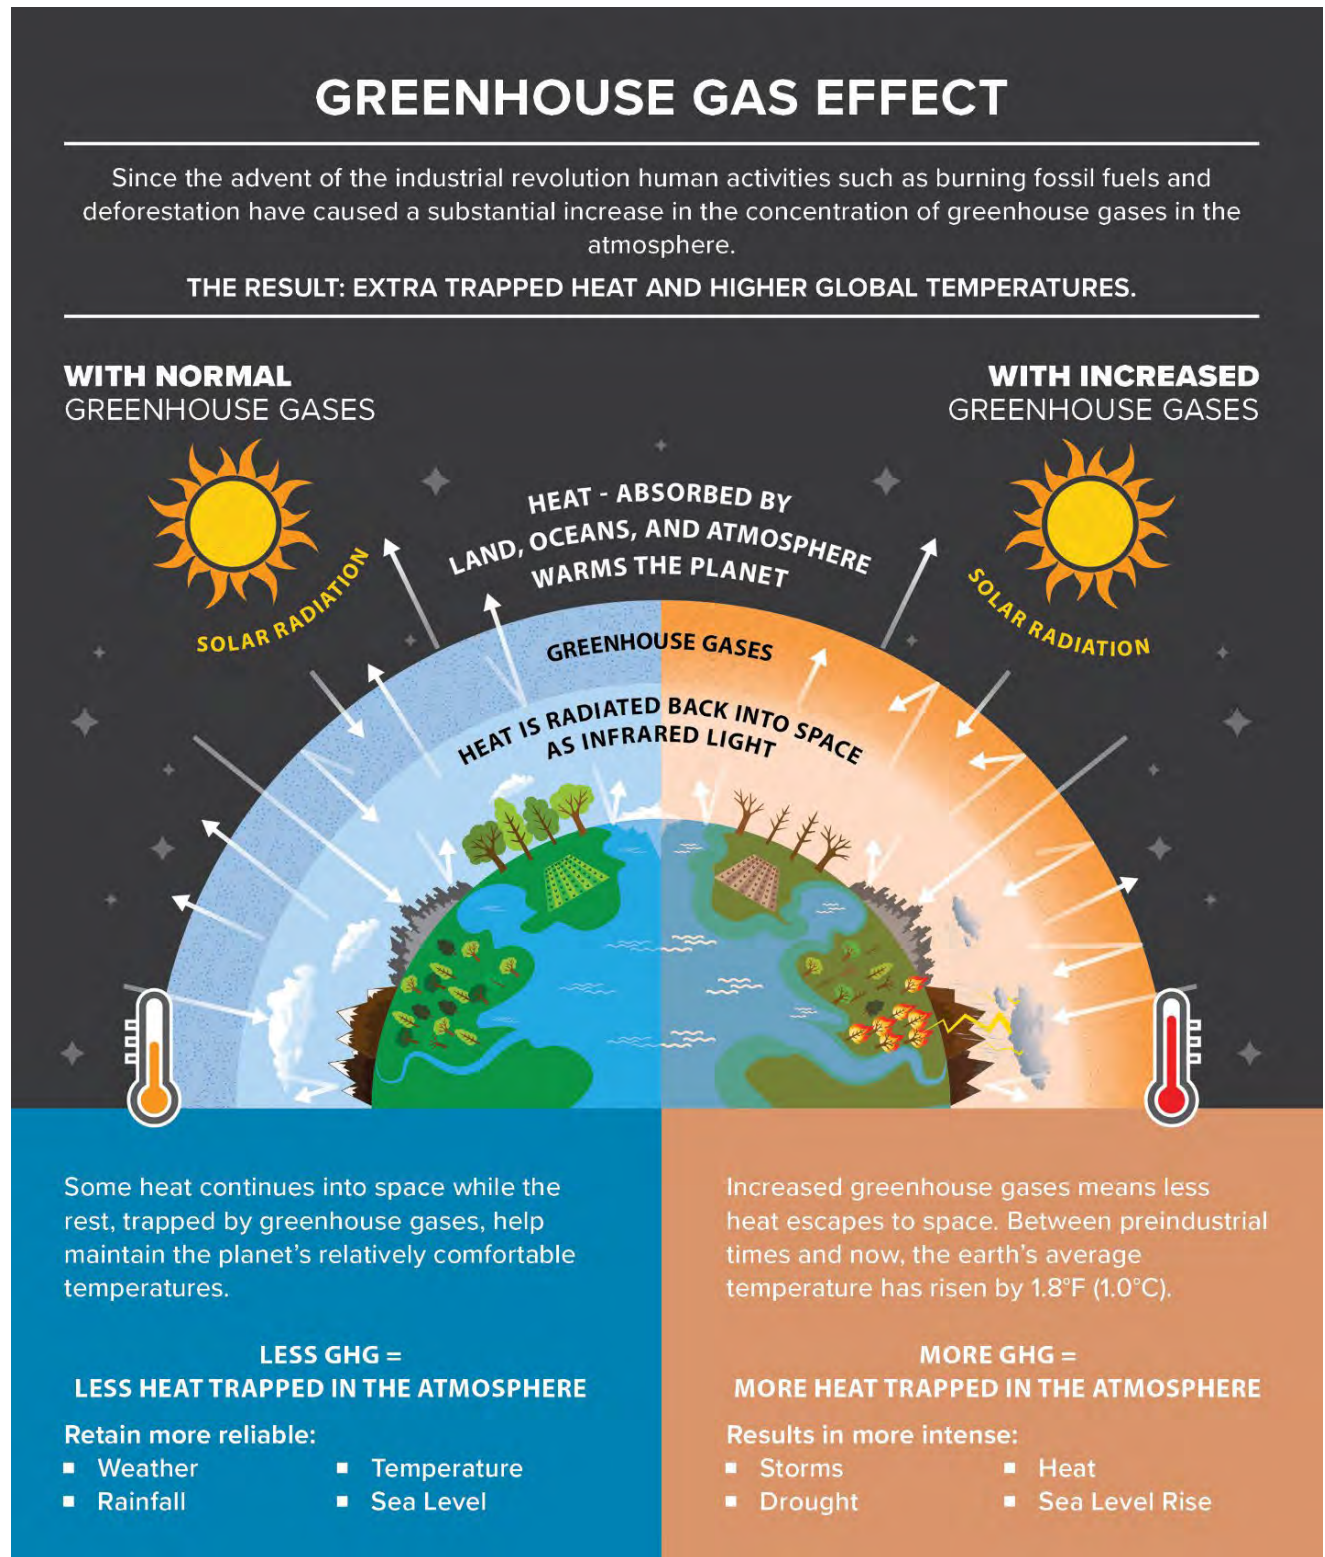 GREENHOUSE GAS EFFECT
Since the advent of the industrial revolution human activities such as burning fossil fuels and
deforestation have caused a substantial increase in the concentration of greenhouse gases in the
atmosphere.
THE RESULT: EXTRA TRAPPED HEAT AND HIGHER GLOBAL TEMPERATURES.
WITH NORMAL
GREENHOUSE GASES
WITH INCREASED
GREENHOUSE GASES
HEAT - ABSORBED BY
LAND, OCEANS, AND ATMOSPHERE
WARMS THE PLANET
SOLAR RADIATION
SOLAR RADIATION
GREENHOUSE GASES
HEAT IS RADIATED BACK INTO SPACE
AS INFRARED LIGHT
Some heat continues into space while the
rest, trapped by greenhouse gases, help
maintain the planet's relatively comfortable
temperatures.
LESS GHG =
LESS HEAT TRAPPED IN THE ATMOSPHERE
Retain more reliable:
▪ Weather
▪ Temperature
▪ Rainfall
▪ Sea Level
Increased greenhouse gases means less
heat escapes to space. Between preindustrial
times and now, the earth's average
temperature has risen by 1.8°F (1.0°C).
MORE GHG =
MORE HEAT TRAPPED IN THE ATMOSPHERE
Results in more intense:
▪ Storms
▪ Heat
▪ Drought
▪ Sea Level Rise